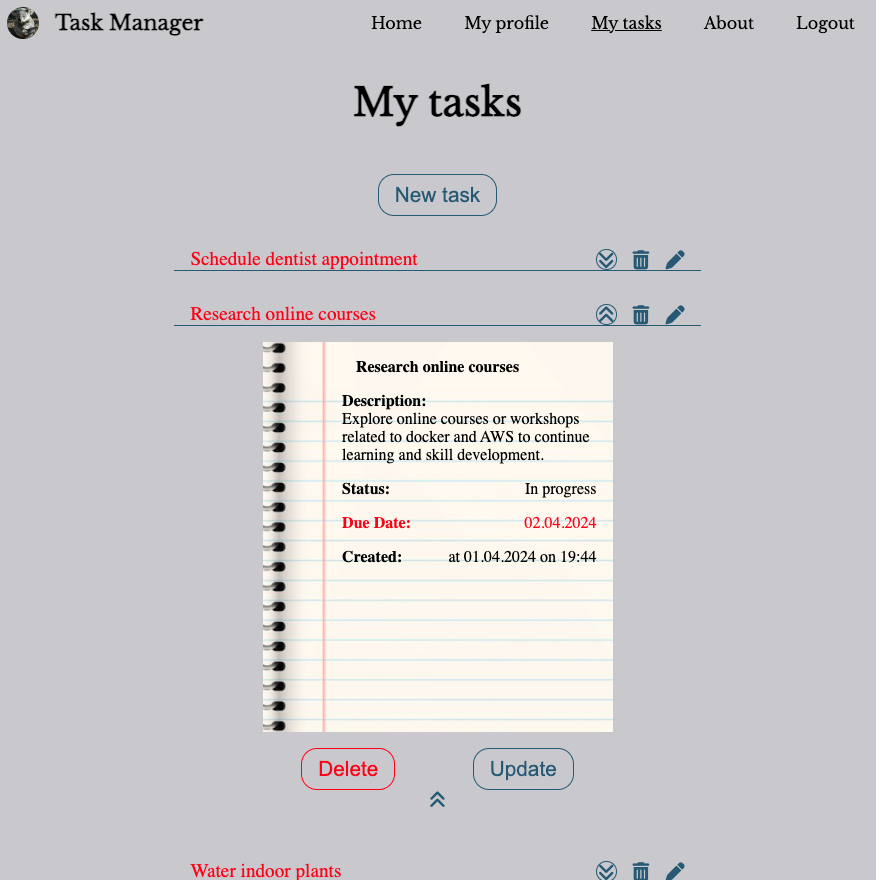 Task Manager Home My profile My tasks About Logout
My tasks
New task
Schedule dentist appointment
Research online courses
Research online courses
Description:
Explore online courses or workshops
related to docker and AWS to continue
learning and skill development.
Status: In progress
Due Date: 02.04.2024
Created: at 01.04.2024 on 19:44
Delete Update
Water indoor plants